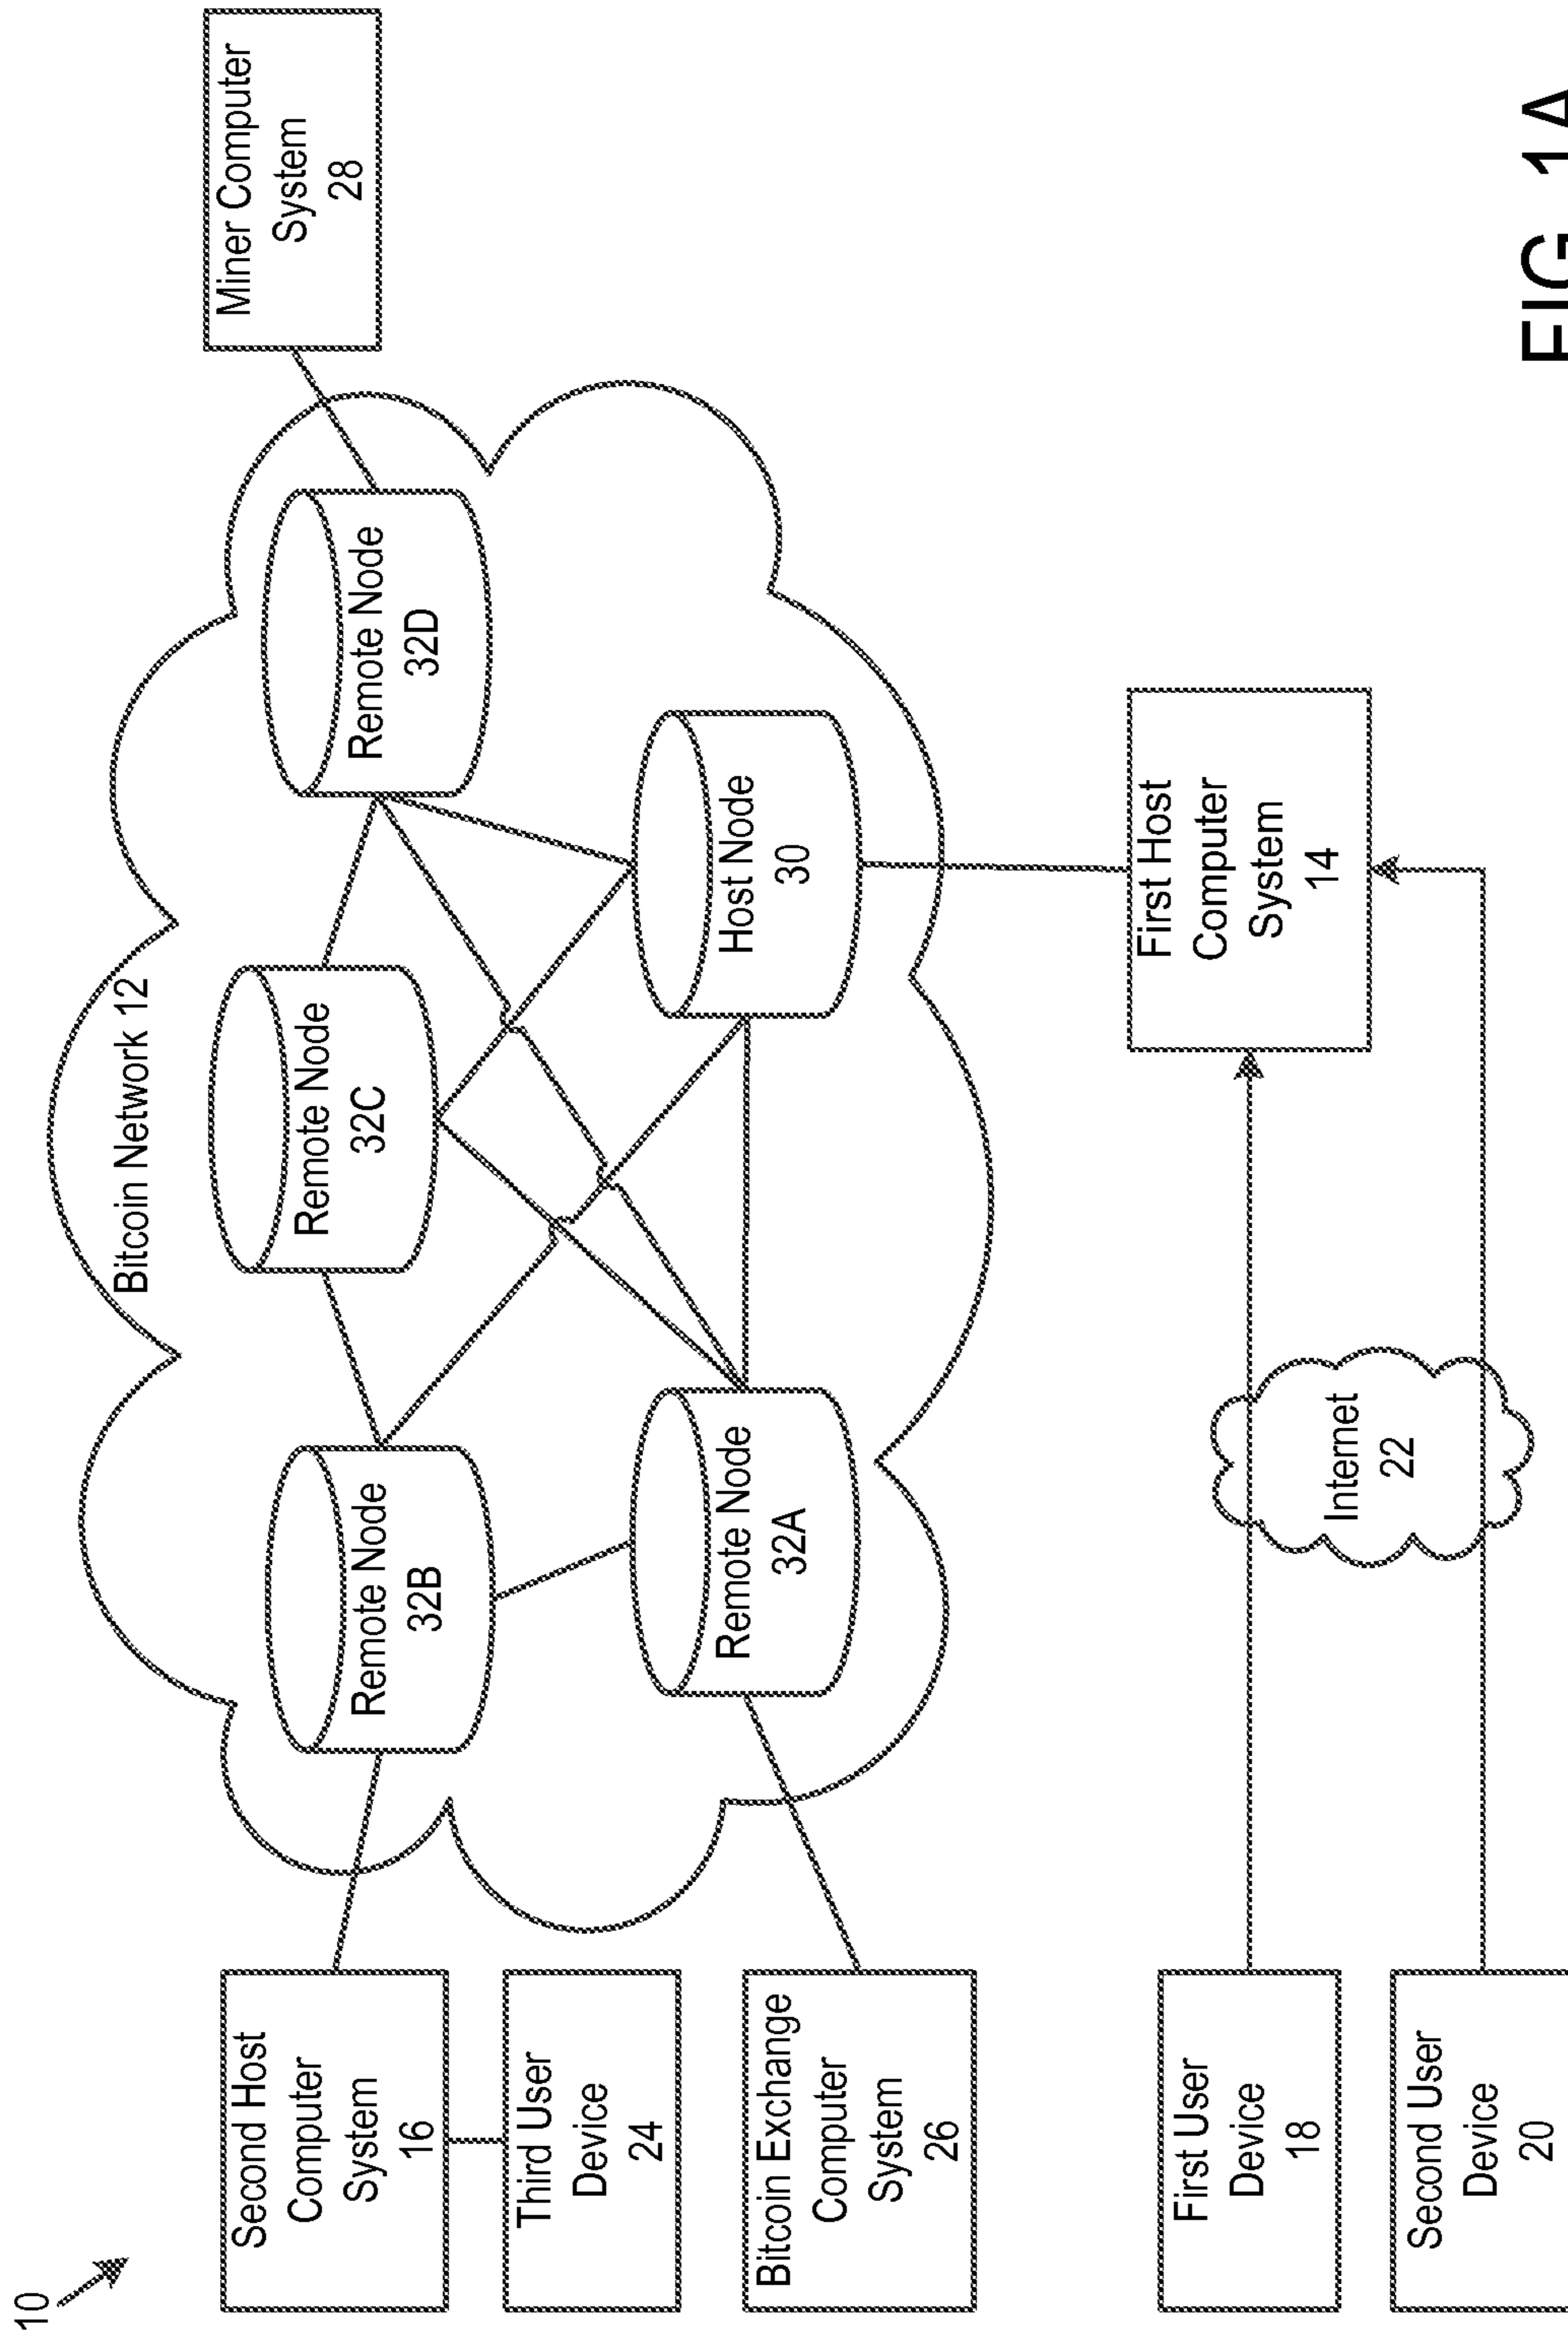 10
Bitcoin Network 12
Second Host
Computer
System
16
Third User
Device
24
Bitcoin Exchange
Computer
System
26
Remote Node
32B
Remote Node
32C
Remote Node
32D
Remote Node
32A
Host Node
30
Miner Computer
System
28
First User
Device
18
Second User
Device
20
Internet
22
First Host
Computer
System
14
FIG. 1A